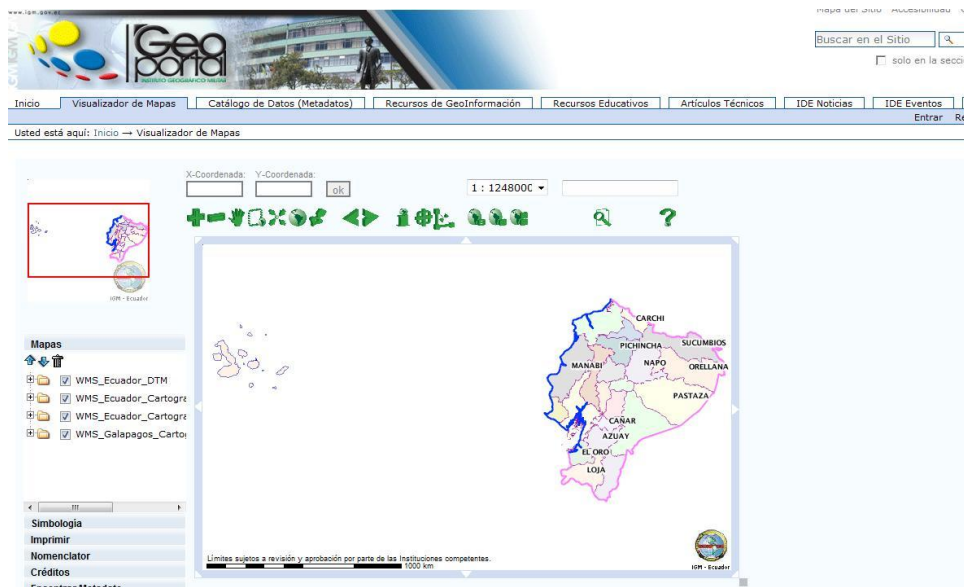 www.igm.gov.ec
Mapa del Sitio Accesibilidad
Geo
portal
INSTITUTO GEOGRÁFICO MILITAR
Buscar en el Sitio
solo en la secci
Inicio Visualizador de Mapas Catálogo de Datos (Metadatos) Recursos de GeoInformación Recursos Educativos Artículos Técnicos IDE Noticias IDE Eventos
Entrar Re
Usted está aquí: Inicio → Visualizador de Mapas
X-Coordenada: Y-Coordenada:
ok
1 : 1248000
IGM - Ecuador
Mapas
WMS_Ecuador_DTM
WMS_Ecuador_Cartogra
WMS_Ecuador_Cartogra
WMS_Galapagos_Carto
Simbología
Imprimir
Nomenclator
Créditos
Encontrar Metadata
CARCHI
PICHINCHA
SUCUMBIOS
MANABI
NAPO
ORELLANA
PASTAZA
CAÑAR
AZUAY
EL ORO
LOJA
Límites sujetos a revisión y aprobación por parte de las Instituciones competentes.
1000 km
IGM - Ecuador